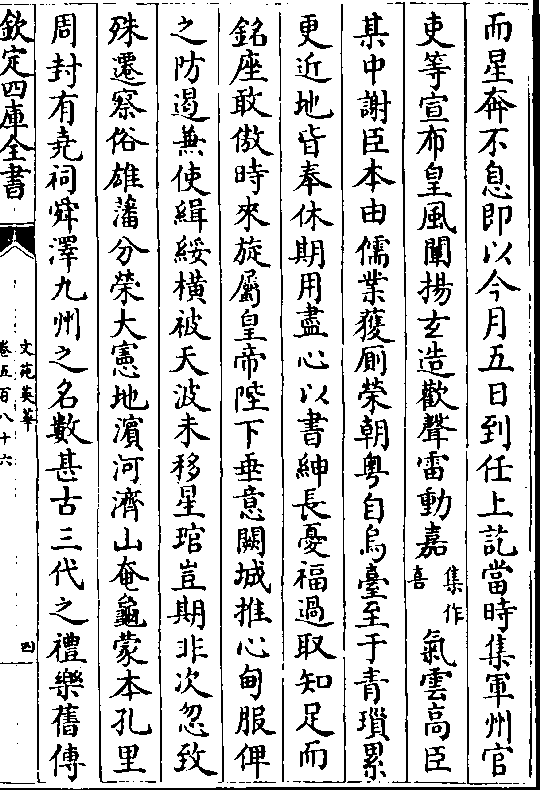 而星奔不息即以今月五日到任上訖當時集軍州官
吏等宣布皇風闡揚𤣥造歡聲雷動嘉集作喜氣雲高臣
其中謝臣本由儒業獲厠榮朝粤自烏臺至于青瑣累
更近地皆奉休期用盡心以書紳長憂福過取知足而
銘座敢傲時來旋屬皇帝陛下垂意闕城推心甸服俾
之防遏兼使緝綏橫被天波未移星琯豈期非次忽致
殊遷察俗雄藩分榮大憲地濵河濟山奄龜蒙本孔里
周封有堯祠舜澤九州之名數甚古三代之禮樂舊傳
欽定四庫全書
文苑英華
卷五百八十六
四